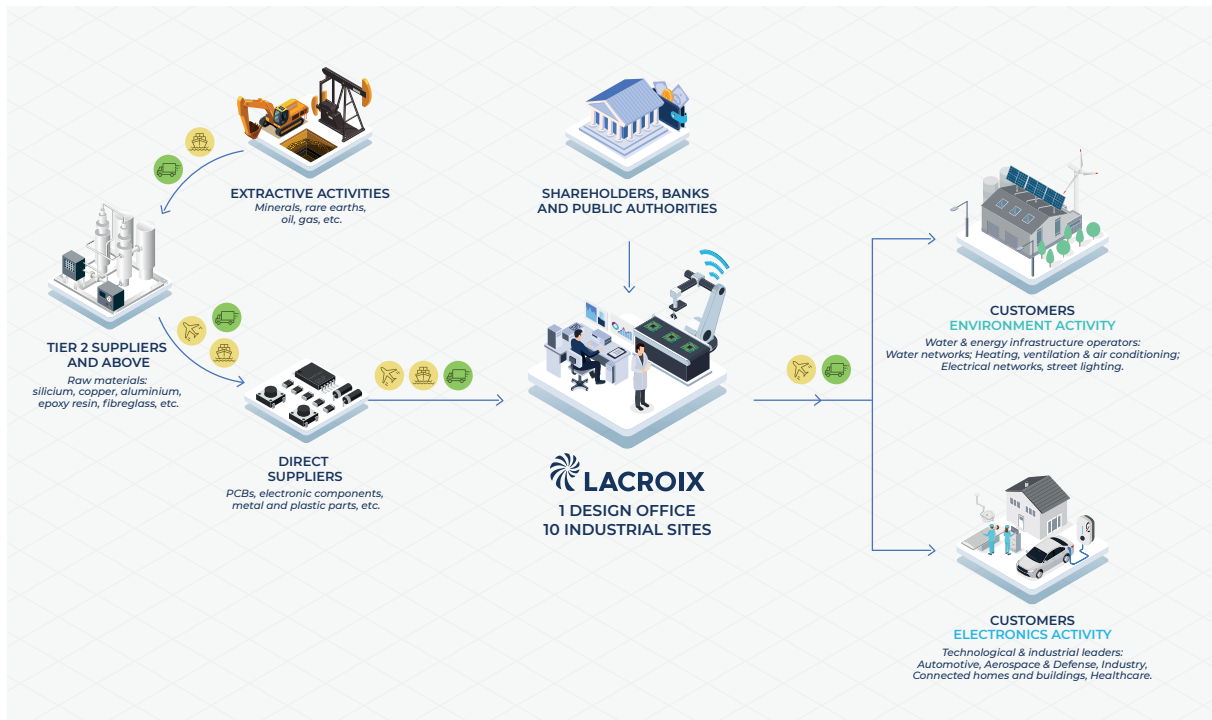 EXTRACTIVE ACTIVITIES
Minerals, rare earths,
oil, gas, etc.
SHAREHOLDERS, BANKS
AND PUBLIC AUTHORITIES
TIER 2 SUPPLIERS
AND ABOVE
Raw materials:
silicium, copper, aluminium,
epoxy resin, fibreglass, etc.
DIRECT
SUPPLIERS
PCBs, electronic components,
metal and plastic parts, etc.
LACROIX
1 DESIGN OFFICE
10 INDUSTRIAL SITES
CUSTOMERS
ENVIRONMENT ACTIVITY
Water & energy infrastructure operators:
Water networks; Heating, ventilation & air conditioning;
Electrical networks, street lighting.
CUSTOMERS
ELECTRONICS ACTIVITY
Technological & industrial leaders:
Automotive, Aerospace & Defense, Industry,
Connected homes and buildings, Healthcare.